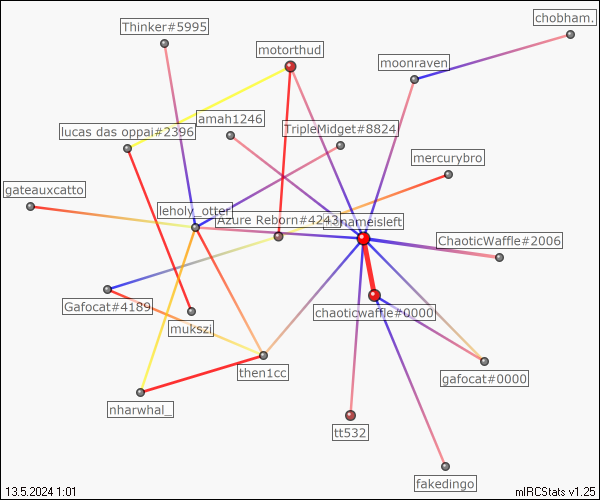 chobham.
Thinker#5995
motorthud
moonraven
amah1246
TripleMidget#8824
lucas das oppai#2396
mercurybro
gateauxcatto
leholy_otter
Azure Reborn#4243
nameisleft
ChaoticWaffle#2006
Gafocat#4189
chaoticwaffle#0000
mukszi
then1cc
gafocat#0000
nharwhal_
tt532
fakedingo
13.5.2024 1:01
mIRCStats v1.25